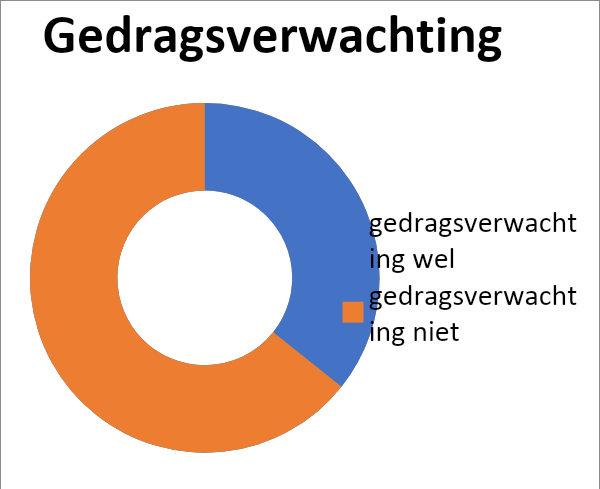 Gedragsverwachting
gedragsverwacht
ing wel
gedragsverwacht
ing niet